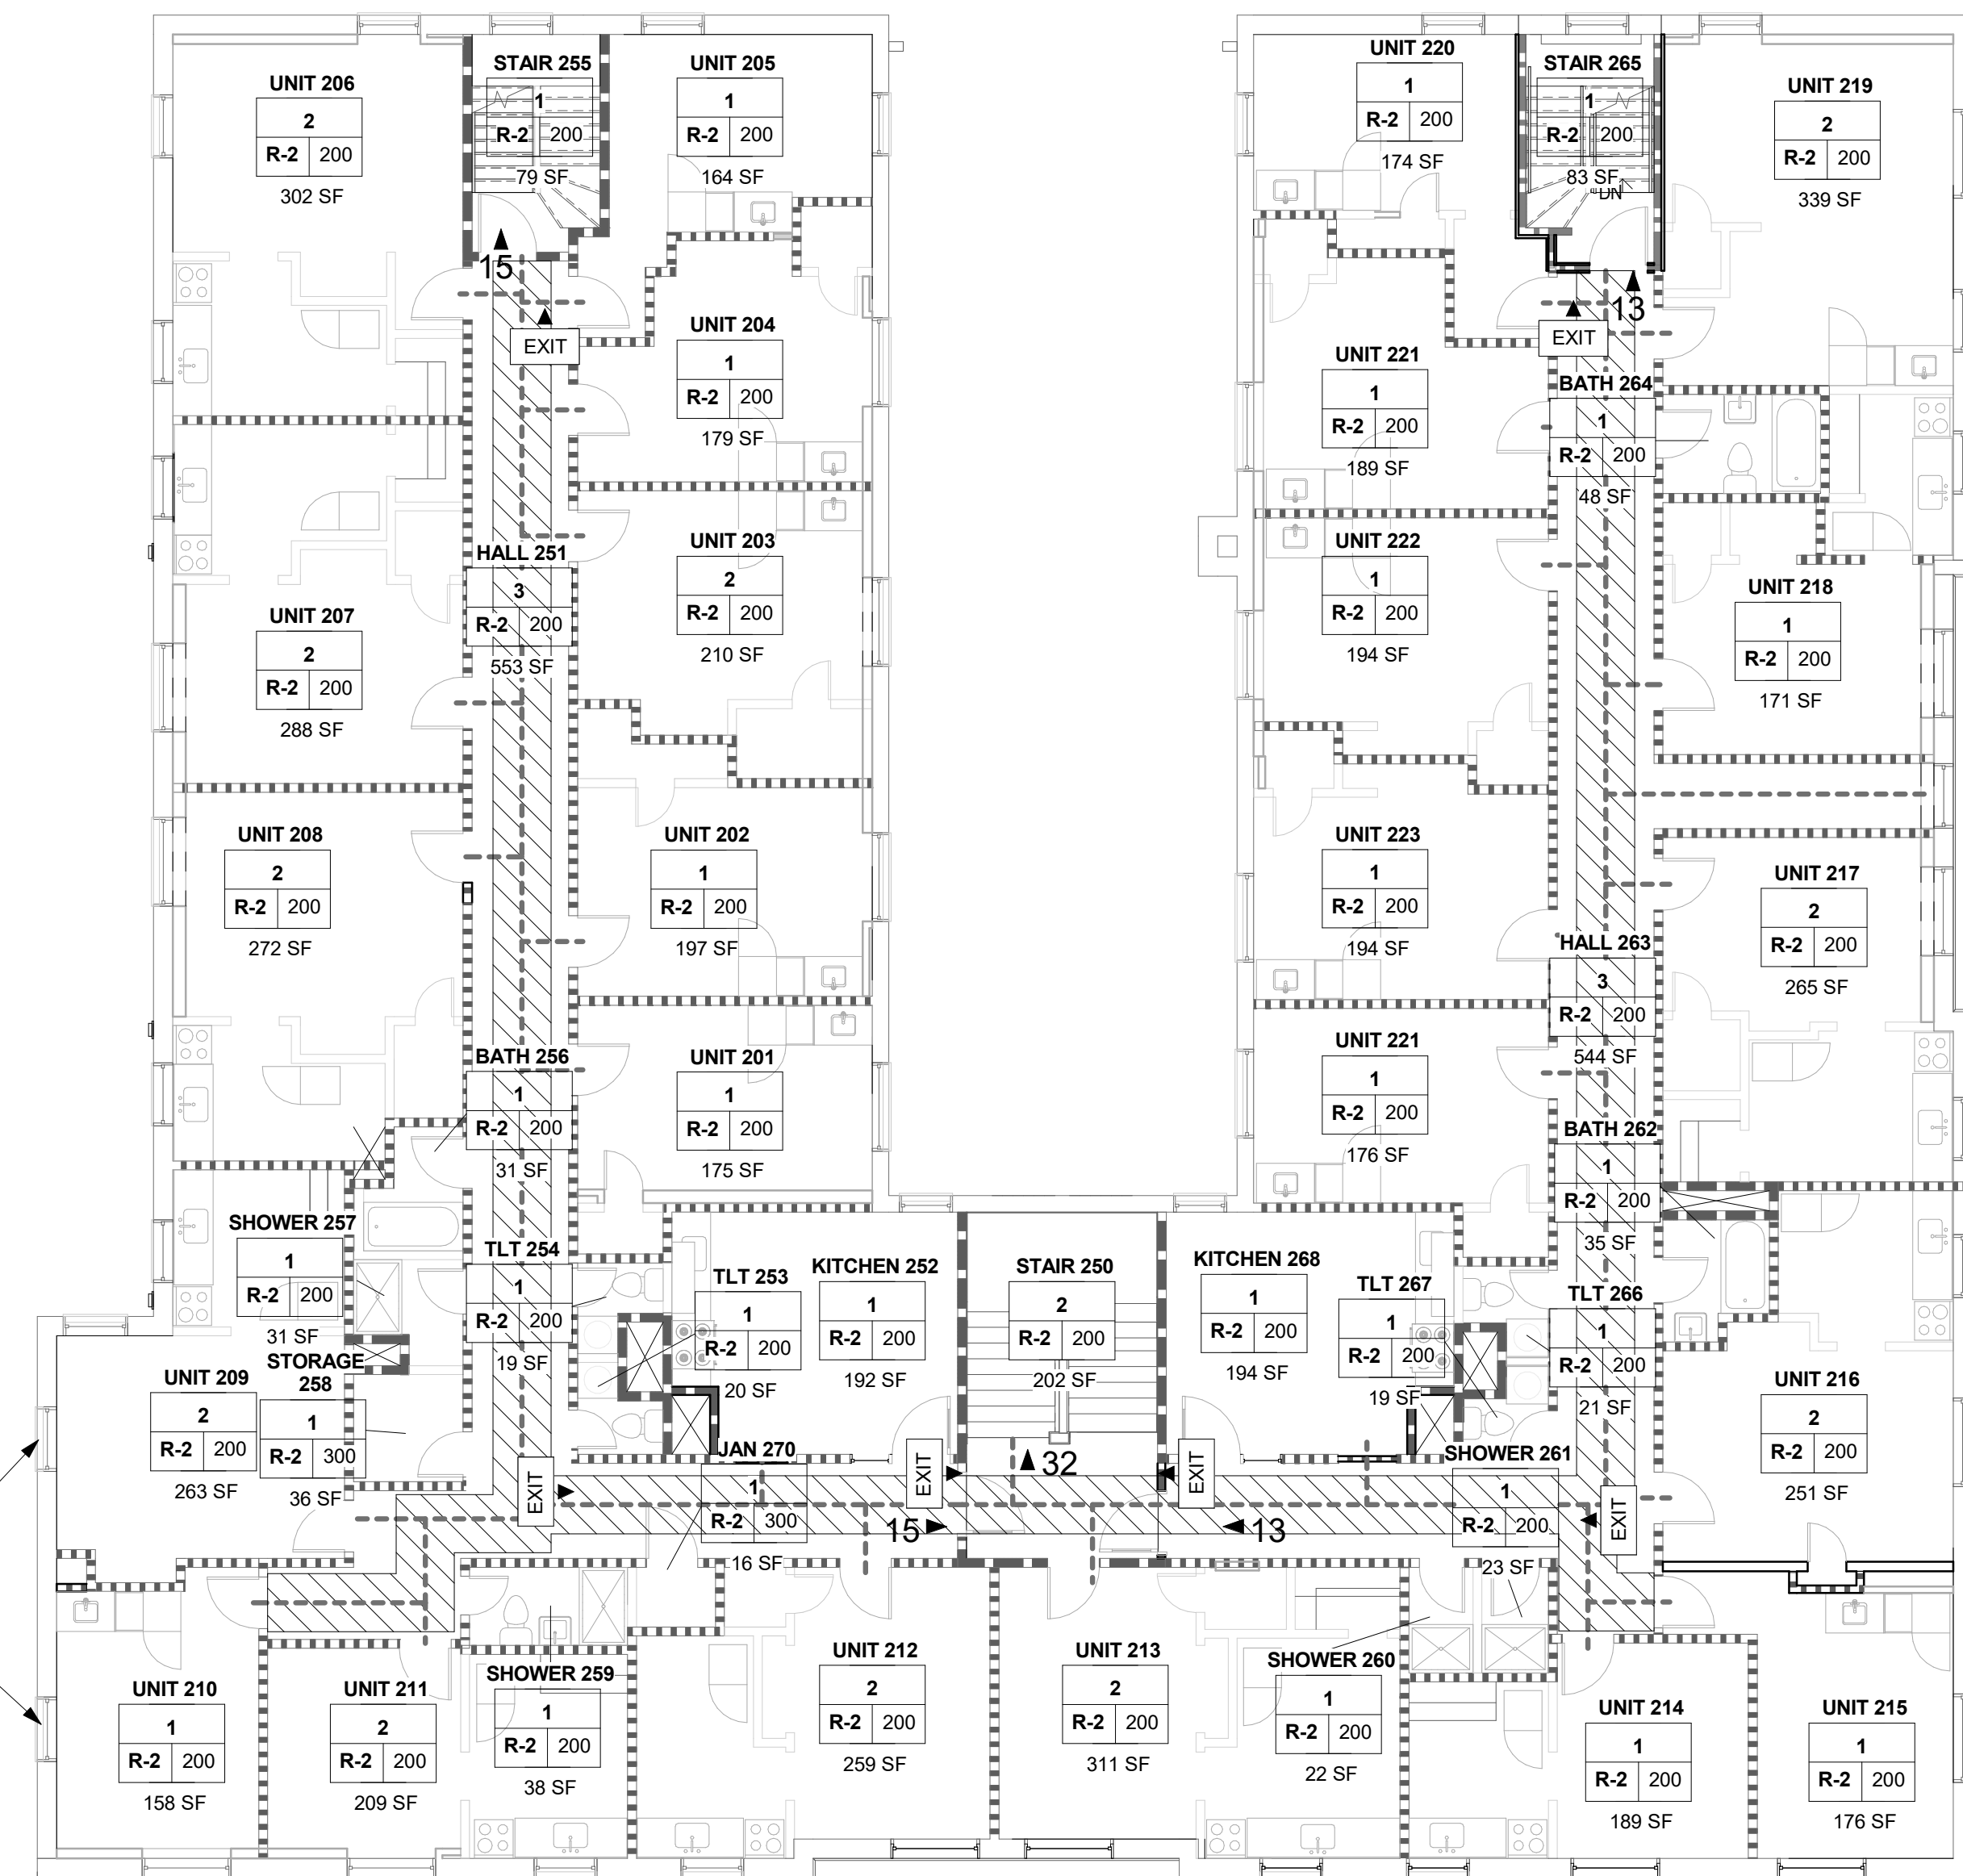 UNIT 206
2
R-2 200
302 SF
STAIR 255
1
R-2 200
79 SF
UNIT 205
1
R-2 200
164 SF
UNIT 220
1
R-2 200
174 SF
STAIR 265
1
R-2 200
83 SF
DN
UNIT 219
2
R-2 200
339 SF
15
EXIT
13
EXIT
UNIT 204
1
R-2 200
179 SF
UNIT 221
1
R-2 200
189 SF
BATH 264
1
R-2 200
48 SF
HALL 251
3
R-2 200
553 SF
UNIT 203
2
R-2 200
210 SF
UNIT 222
1
R-2 200
194 SF
UNIT 218
1
R-2 200
171 SF
UNIT 207
2
R-2 200
288 SF
UNIT 208
2
R-2 200
272 SF
UNIT 202
1
R-2 200
197 SF
UNIT 223
1
R-2 200
194 SF
UNIT 217
2
R-2 200
265 SF
HALL 263
3
R-2 200
544 SF
BATH 256
1
R-2 200
31 SF
UNIT 201
1
R-2 200
175 SF
UNIT 221
1
R-2 200
176 SF
BATH 262
1
R-2 200
35 SF
SHOWER 257
1
R-2 200
31 SF
TLT 254
1
R-2 200
19 SF
TLT 253
1
R-2 200
20 SF
KITCHEN 252
1
R-2 200
192 SF
STAIR 250
2
R-2 200
202 SF
KITCHEN 268
1
R-2 200
194 SF
TLT 267
1
R-2 200
19 SF
TLT 266
1
R-2 200
21 SF
UNIT 209
2
R-2 200
263 SF
STORAGE
258
1
R-2 300
36 SF
UNIT 216
2
R-2 200
251 SF
EXIT
JAN 270
1
R-2 300
16 SF
EXIT
32
EXIT
15
13
SHOWER 261
1
R-2 200
23 SF
EXIT
UNIT 210
1
R-2 200
158 SF
UNIT 211
2
R-2 200
209 SF
SHOWER 259
1
R-2 200
38 SF
UNIT 212
2
R-2 200
259 SF
UNIT 213
2
R-2 200
311 SF
SHOWER 260
1
R-2 200
22 SF
UNIT 214
1
R-2 200
189 SF
UNIT 215
1
R-2 200
176 SF